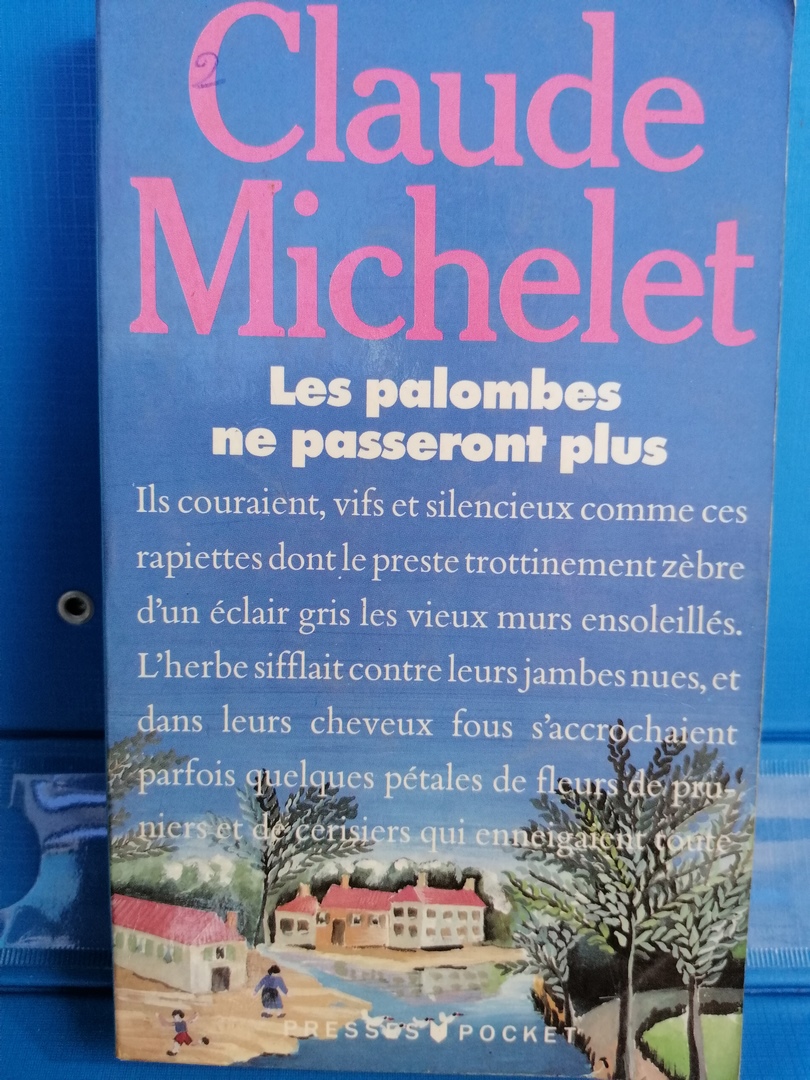 2
Claude
Michelet
Les palombes
ne passeront plus
Ils couraient, vifs et silencieux comme ces
rapiettes dont le preste trottinement zèbre
d'un éclair gris les vieux murs ensoleillés.
L'herbe sifflait contre leurs jambes nues, et
dans leurs cheveux fous s'accrochaient
parfois quelques pétales de fleurs de pru-
niers et de cerisiers qui enneigaient toute
PRESSES POCKET